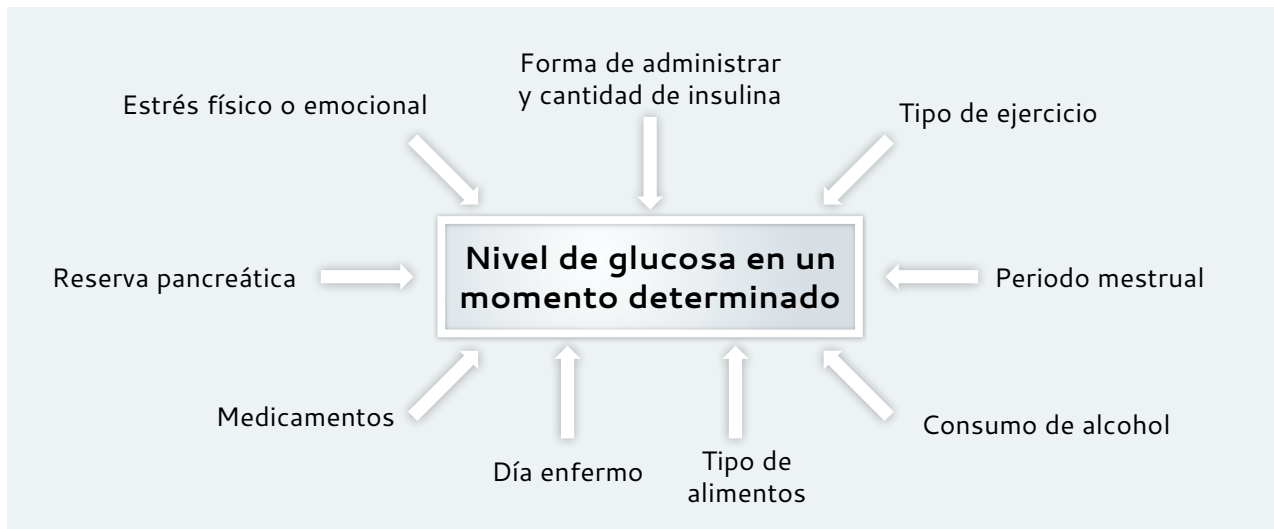 Forma de administrar
y cantidad de insulina
Estrés físico o emocional
Tipo de ejercicio
Nivel de glucosa en un
momento determinado
Reserva pancreática
Periodo mestrual
Medicamentos
Consumo de alcohol
Día enfermo
Tipo de
alimentos